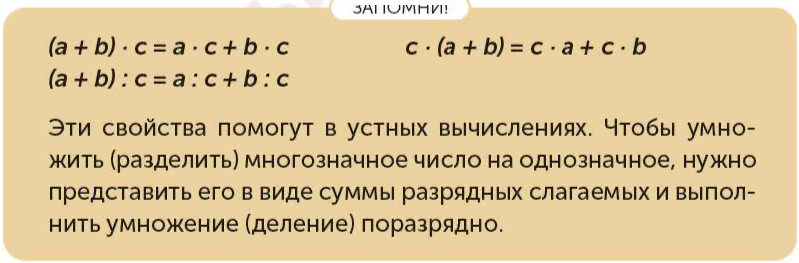 ЗАПОМНИ!
(a + b) · c = a · c + b · c
c · (a + b) = c · a + c · b
(a + b) : c = a : c + b : c
Эти свойства помогут в устных вычислениях. Чтобы умно-
жить (разделить) многозначное число на однозначное, нужно
представить его в виде суммы разрядных слагаемых и выпол-
нить умножение (деление) поразрядно.